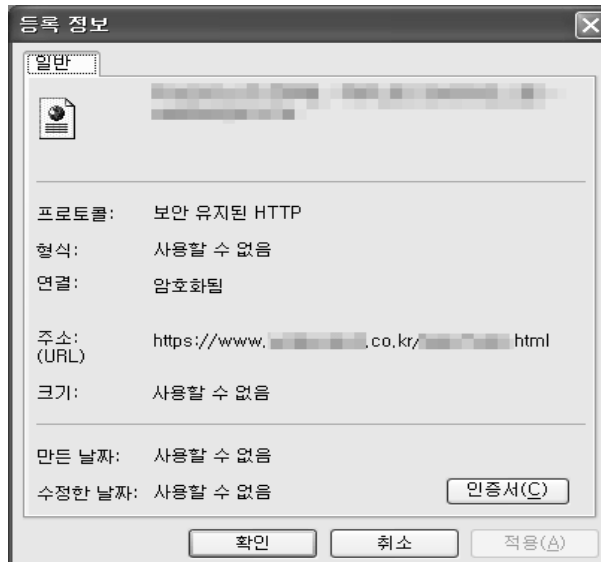 등록 정보
일반
프로토콜: 보안 유지된 HTTP
형식: 사용할 수 없음
연결: 암호화됨
주소: https://www. .co.kr/ html
(URL)
크기: 사용할 수 없음
만든 날짜: 사용할 수 없음
수정한 날짜: 사용할 수 없음
인증서(C)
확인 취소 적용(A)